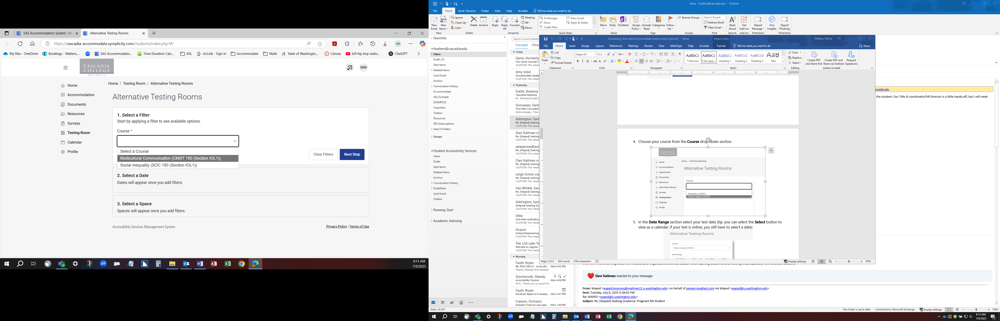 SAS Accommodation System : Stu
Alternative Testing Rooms
https://cascadia-accommodate.symplicity.com/students/index.php?#/
My files - OneDrive
Bookings - Walters,...
SAS Accommodatio...
Time Duration Calc...
ASL
ctcLink - Sign In
Accommodate
Math
State of Washingto...
Canvas
lofi hip hop radio...
ChatGPT
CASCADIA
COLLEGE
BOTHELL
MM
Home
Accommodation
Documents
Resources
Surveys
Testing Room
Calendar
Profile
Home / Testing Room / Alternative Testing Rooms
Alternative Testing Rooms
1. Select a Filter
Start by applying a filter to see available options.
Course *
Select a Course
Multicultural Communication (CMST 150 (Section IOL1))
Social Inequality (SOC 150 (Section IOL1))
Clear Filters
Next Step
2. Select a Date
Dates will appear once you add filters.
3. Select a Space
Spaces will appear once you add filters.
Accessibility Services Management System
Privacy Policy | Terms of Use
8:13 AM
7/9/2025
Inbox - fwalters@cascadia.edu - Outlook
File Home Send / Receive Folder View Help Acrobat Tell me what you want to do
New Email
New Items
Ignore
Clean Up
Junk
Delete
Archive
Reply
Reply All
Forward
Meeting
IM
More
To Manager
Team Email
Done
Reply & Delete
Create New
Move
Rules
OneNote
Assign Policy
Unread/ Read
Categorize
Follow Up
Browse Groups
Search People
Address Book
Filter Email
Read Aloud
Get Add-ins
Report Message
Viva Insights
Report Phishing
New
Delete
Respond
Quick Steps
Move
Tags
Groups
Find
Speech
Add-ins
Protection
Protection
Favorites
fwalters@cascadia.edu
Inbox
Drafts [5]
Sent Items
Deleted Items
Junk Email
Archive
Conversation History
Accommodate
ASL Example
EXAMPLES
Important
Outbox
Resources
RSS Subscriptions
Search Folders
Groups
Student Accessibility Services
Inbox
Drafts
Sent Items
Deleted Items
Archive
Conversation History
Disabilities
Junk Email
Outbox
Running Start
Academic Advising
Items: 30,347
Search Current Mailbo
Focused Othe
Today
Genio (formerly
The Genio Journal V
CAUTION: This email
Amy Jobst
Accommodate Updat
CAUTION: This email
Yesterday
Evetts, Breanna
Classified Meeting
Hi, Moving forward
Srinivasan, Vaish
TIAA Plan Consultan
Hello Kodiaks, TIAA
Addington, Sara
Re: [Waped] Seeking
CAUTION: This email
Davi Kallman via
Re: [Waped] Seeking
CAUTION: This email
janejarrow@aol
Re: [Waped] Seeking
CAUTION: This email
Davi Kallman via
Re: [Waped] Seeking
CAUTION: This email
Leigh Simon via
Re: [Waped] Seeking
CAUTION: This email
Van Winkle, Sara
Re: [Waped] Seeking
CAUTION: This email
Addington, Sara
[Waped] Seeking Gu
CAUTION: This email
Okta
One-time verification
CAUTION: This email
Acquia
[Video] Empowering
CAUTION: This email
The Cidi Labs Te
Still time to register
CAUTION: This email
Monday
Fauth, Bryan
RE: POLS 306-01 - Accessibl... Mon 4:52 PM
Thanks, Brandy! Erik reached
Stomieroski, Shandy
Accessibility Checker Mon 4:08 PM
Hi Fi, Thank you so much for
Fauth, Bryan
Declined: Bryan & Fi weekly... Mon 2:47 PM
Franson, Domanic
Domanic Franson was add... Mon 1:49 PM
Scheduling Tests with Accommodate (online and in-person) - Word
Picture Tools
Walters, Felicia
File Home Insert Design Layout References Mailings Review View MathType Help Acrobat Format Tell me what you want to do
Share
Paste
Cut
Copy
Format Painter
Segoe UI 12.5
AaBbCc ¶ Normal
AaBbCc ¶ No Spac...
AaBbCc Heading 1
AaBbCcD Heading 2
AaBbCcD Heading 3
AaB Title
Find
Replace
Select
Create PDF and Share link
Create PDF and Share via Outlook
Request Signatures
Clipboard Font Paragraph Styles Editing Adobe Acrobat
4. Choose your course from the Course drop-down section
CASCADIA
COLLEGE
Home / Test Room Booking
Alternative Testing Rooms
Home
Accommodation
Appointment
Documents
Resources
Note-Taker Network
Surveys
Testing Room
Calendar
Profile
Course
Chemistry (CHEM)
French History (FRHST)
5. In the Date Range section select your test date (tip: you can select the Select button to
view as a calendar; if your test is online, you still have to select a date)
Alternative Testing Rooms
Course
French History (FRHST)
Date Range
Page 3 of 9 843 words 4764 characters
Display Settings
100%
ascadia.edu.
the student. Our Title IX coordinator/HR Director is a little hands-off, but I will meet
Davi Kallman reacted to your message:
From: Waped <waped-bounces@mailman22.u.washington.edu> on behalf of janejarrow@aol.com via Waped <waped@u.washington.edu>
Sent: Tuesday, July 8, 2025 5:38:02 PM
To: WAPED <waped@u.washington.edu>
Subject: Re: [Waped] Seeking Guidance: Pregnant RN Student
This folder is up to date. Connected to: Microsoft Exchange Display Settings 100%
8:13 AM
7/9/2025